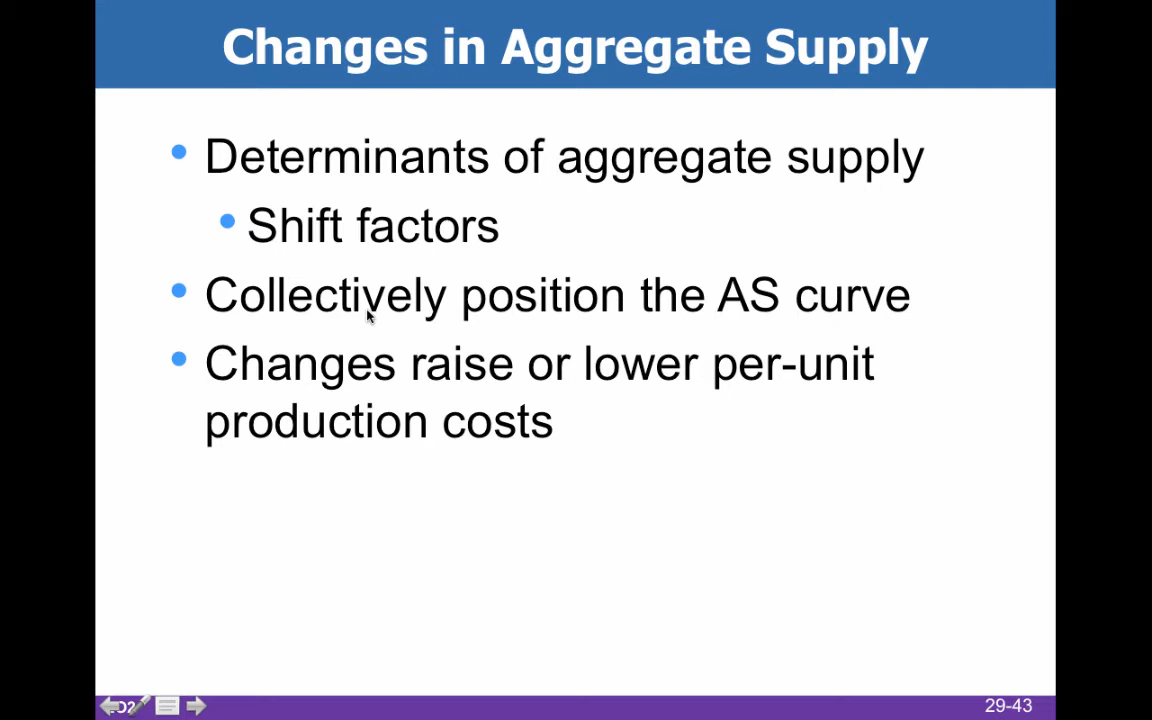 Changes in Aggregate Supply
• Determinants of aggregate supply
• Shift factors
• Collectively position the AS curve
• Changes raise or lower per-unit
production costs
29-43